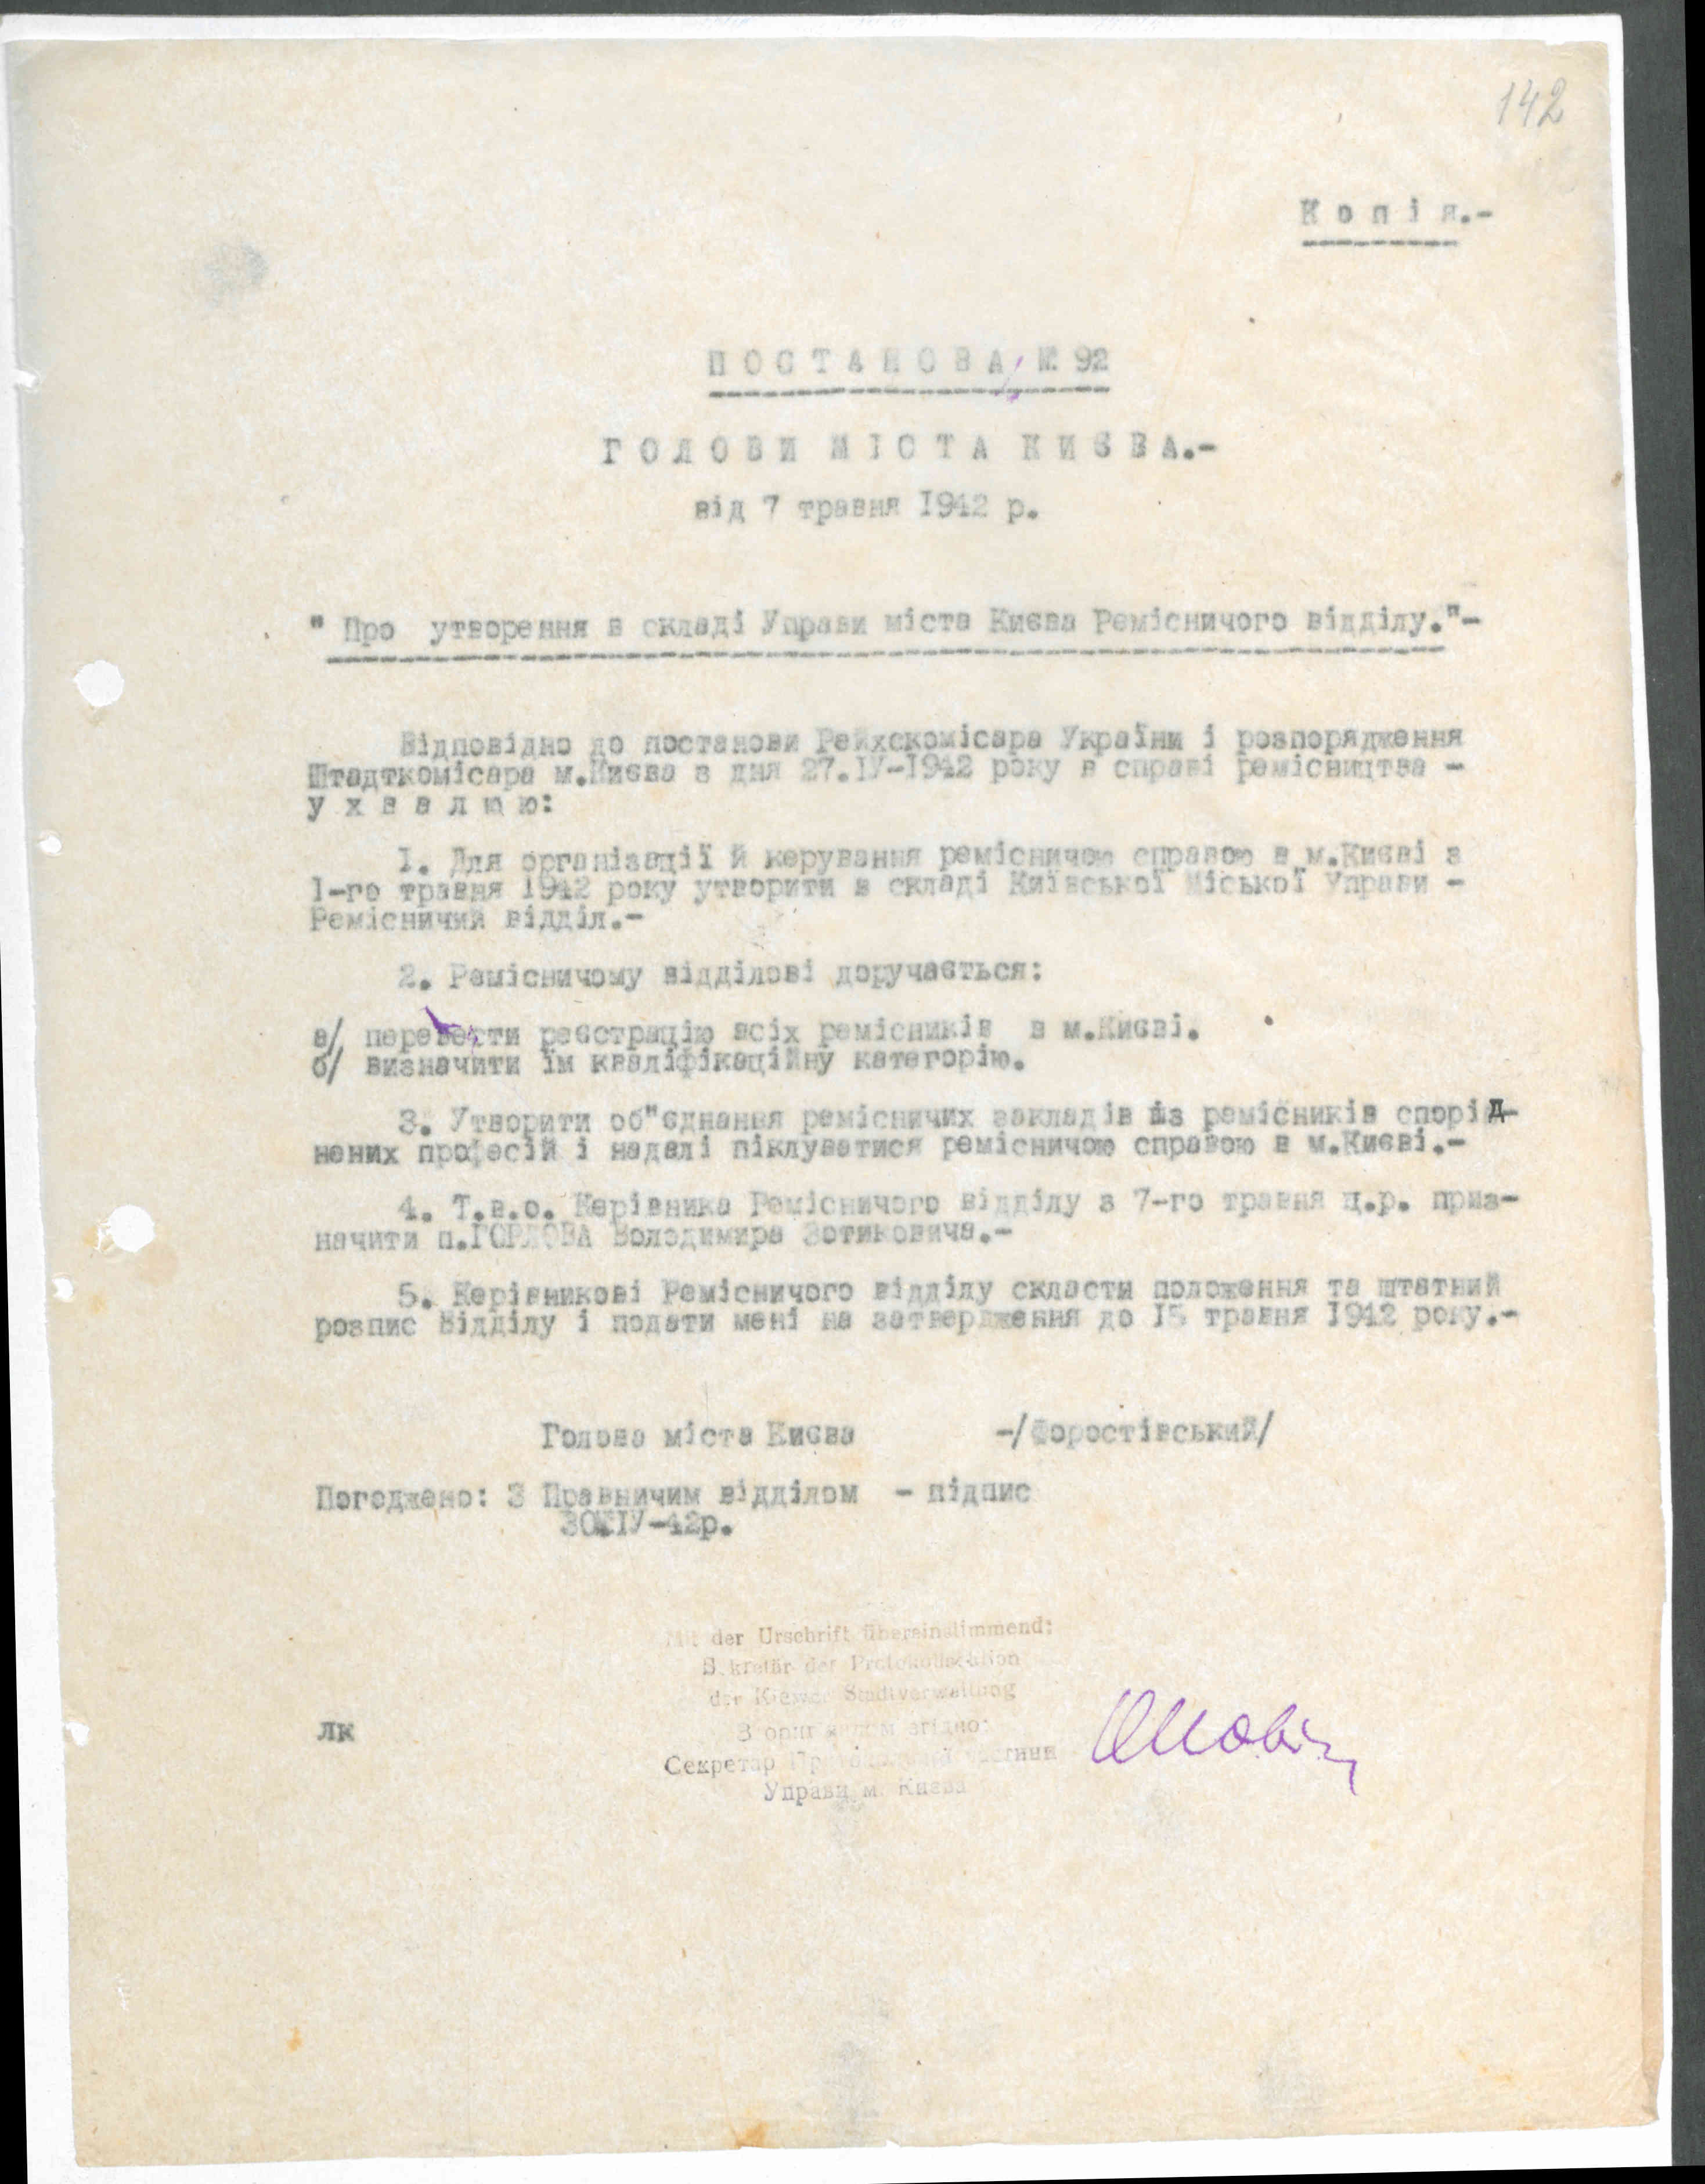 142
К о п і я.-
П О С Т А Н О В А № 92
Г О Л О В И М І С Т А К И Є В А.-
від 7 травня 1942 р.
" Про утворення в складі Управи міста Києва Ремісничого відділу."-
Відповідно до постанови Рейхскомісара України і розпорядження
Штадткомісара м.Києва з дня 27.ІУ-1942 року в справі ремісництва -
у х в а л ю ю:
1. Для організації й керування ремісничою справою в м.Києві з
1-го травня 1942 року утворити в складі Київської Міської Управи -
Ремісничий відділ.-
2. Ремісничому відділові доручається:
а/ перевести реєстрацію всіх ремісників в м.Києві.
б/ визначити їм кваліфікаційну категорію.
3. Утворити об"єднання ремісничих закладів із ремісників спорід-
нених професій і надалі піклуватися ремісничою справою в м.Києві.-
4. Т.в.о. Керівника Ремісничого відділу з 7-го травня ц.р. приз-
начити п.ГОРЛОВА Володимира Зотиковича.-
5. Керівникові Ремісничого відділу скласти положення та штатний
розпис Відділу і подати мені на затвердження до 15 травня 1942 року.-
Голова міста Києва -/Форостівський/
Погоджено: З Правничим відділом - підпис
30.ІУ-42р.
Mit der Urschrift übereinstimmend:
Sekretär der Protokollsektion
der Kiewer Stadtverwaltung
З оригіналом згідно:
лк
Секретар частини
Управи м. Києва